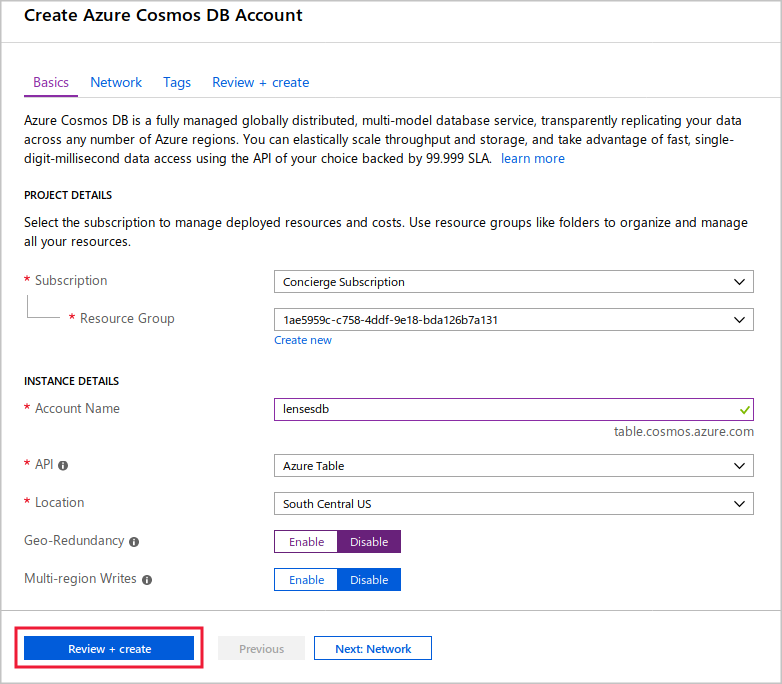 Create Azure Cosmos DB Account
Basics Network Tags Review + create
Azure Cosmos DB is a fully managed globally distributed, multi-model database service, transparently replicating your data
across any number of Azure regions. You can elastically scale throughput and storage, and take advantage of fast, single-
digit-millisecond data access using the API of your choice backed by 99.999 SLA. learn more
PROJECT DETAILS
Select the subscription to manage deployed resources and costs. Use resource groups like folders to organize and manage
all your resources.
* Subscription Concierge Subscription
* Resource Group 1ae5959c-c758-4ddf-9e18-bda126b7a131
Create new
INSTANCE DETAILS
* Account Name lensesdb
table.cosmos.azure.com
* API Azure Table
* Location South Central US
Geo-Redundancy Enable Disable
Multi-region Writes Enable Disable
Review + create Previous Next: Network